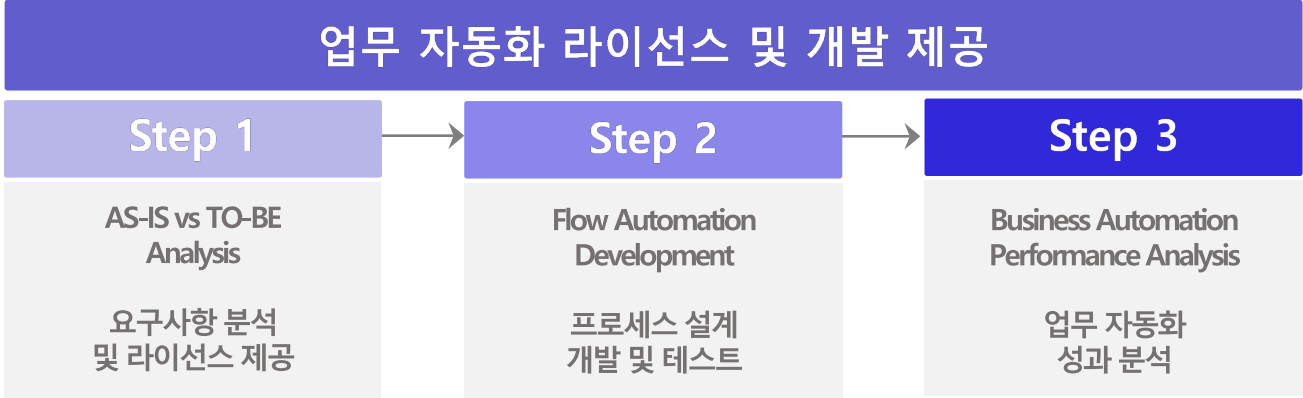 업무 자동화 라이선스 및 개발 제공
Step 1
AS-IS vs TO-BE
Analysis
요구사항 분석
및 라이선스 제공
Step 2
Flow Automation
Development
프로세스 설계
개발 및 테스트
Step 3
Business Automation
Performance Analysis
업무 자동화
성과 분석